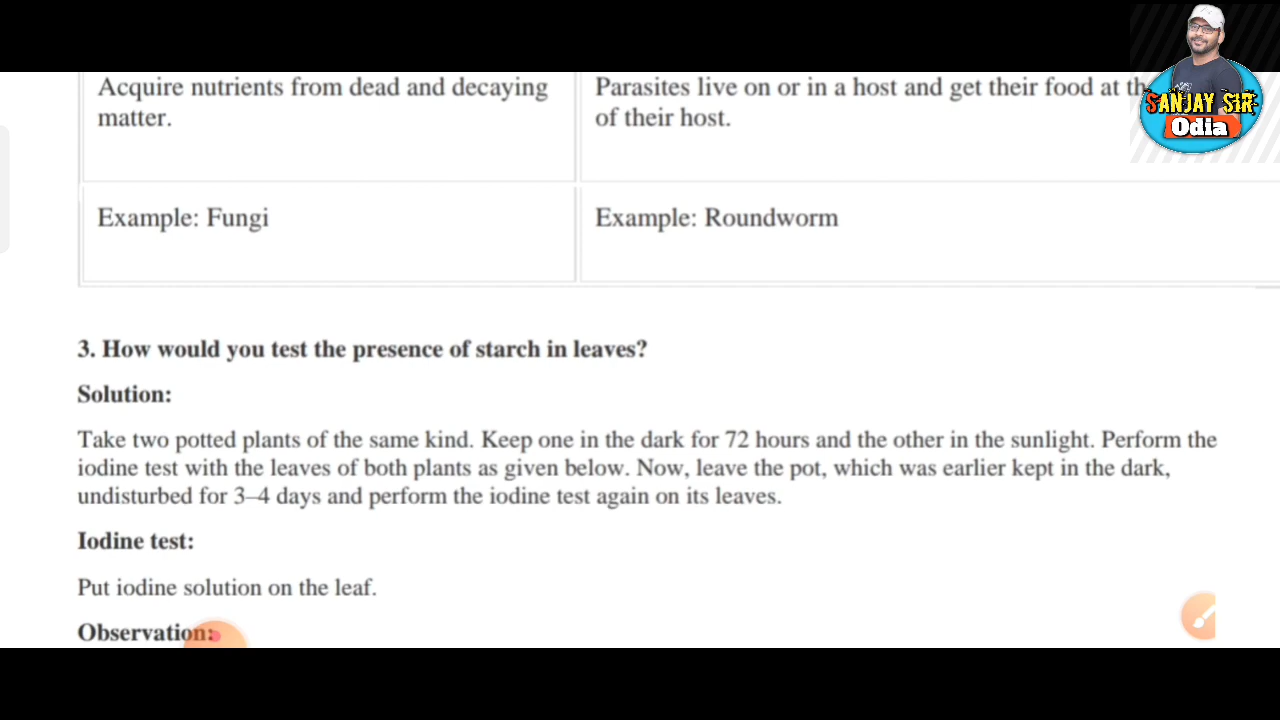 Acquire nutrients from dead and decaying
matter.
Parasites live on or in a host and get their food at
of their host.
SANJAY SIR
Odia
Example: Fungi
Example: Roundworm
3. How would you test the presence of starch in leaves?
Solution:
Take two potted plants of the same kind. Keep one in the dark for 72 hours and the other in the sunlight. Perform the
iodine test with the leaves of both plants as given below. Now, leave the pot, which was earlier kept in the dark,
undisturbed for 3–4 days and perform the iodine test again on its leaves.
Iodine test:
Put iodine solution on the leaf.
Observation: